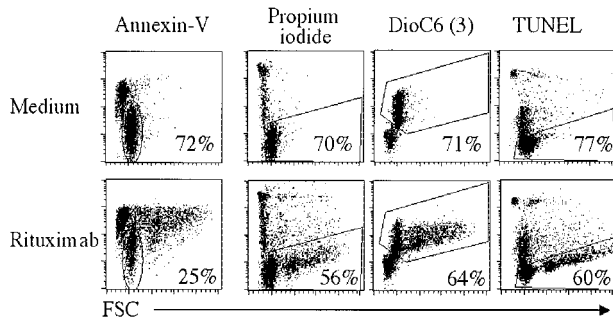 Annexin-V Propium iodide DioC6 (3) TUNEL
Medium 72% 70% 71% 77%
Rituximab 25% 56% 64% 60%
FSC